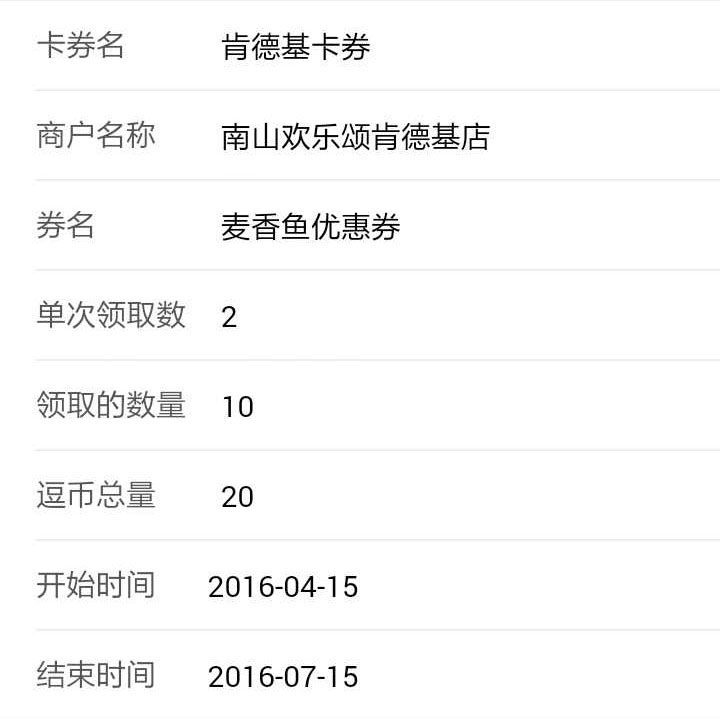 卡券名 肯德基卡券
商户名称 南山欢乐颂肯德基店
券名 麦香鱼优惠券
单次领取数 2
领取的数量 10
逗币总量 20
开始时间 2016-04-15
结束时间 2016-07-15